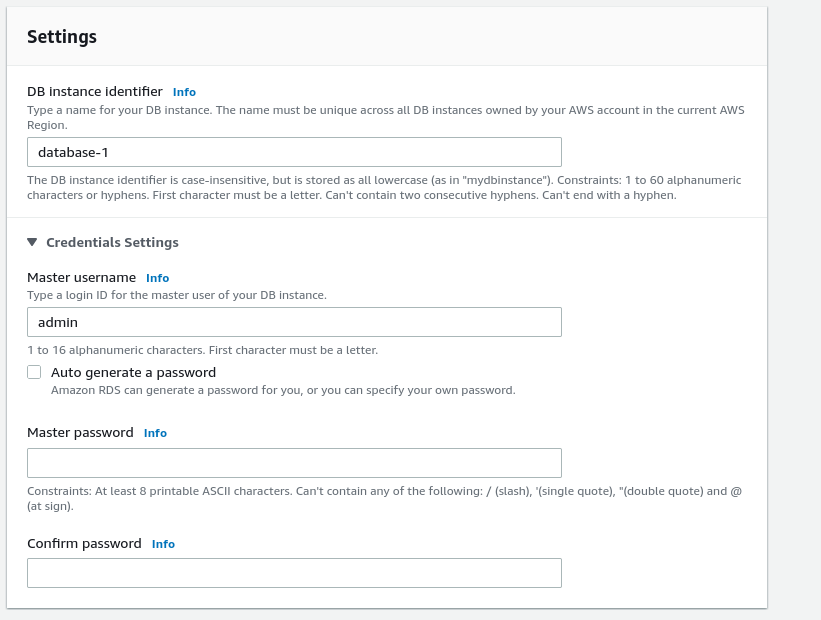 Settings
DB instance identifier Info
Type a name for your DB instance. The name must be unique across all DB instances owned by your AWS account in the current AWS
Region.
database-1
The DB instance identifier is case-insensitive, but is stored as all lowercase (as in "mydbinstance"). Constraints: 1 to 60 alphanumeric
characters or hyphens. First character must be a letter. Can't contain two consecutive hyphens. Can't end with a hyphen.
Credentials Settings
Master username Info
Type a login ID for the master user of your DB instance.
admin
1 to 16 alphanumeric characters. First character must be a letter.
Auto generate a password
Amazon RDS can generate a password for you, or you can specify your own password.
Master password Info
Constraints: At least 8 printable ASCII characters. Can't contain any of the following: / (slash), '(single quote), "(double quote) and @
(at sign).
Confirm password Info